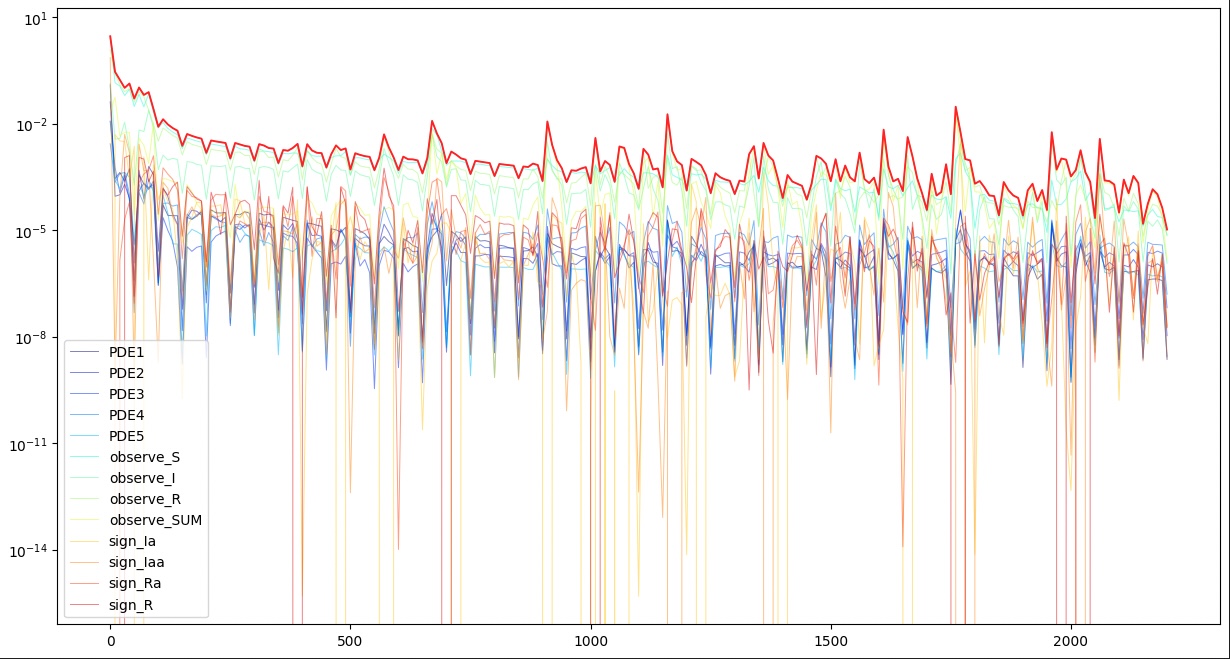 10¹
10⁻²
10⁻⁵
10⁻⁸
10⁻¹¹
10⁻¹⁴
PDE1
PDE2
PDE3
PDE4
PDE5
observe_S
observe_I
observe_R
observe_SUM
sign_Ia
sign_Iaa
sign_Ra
sign_R
0 500 1000 1500 2000